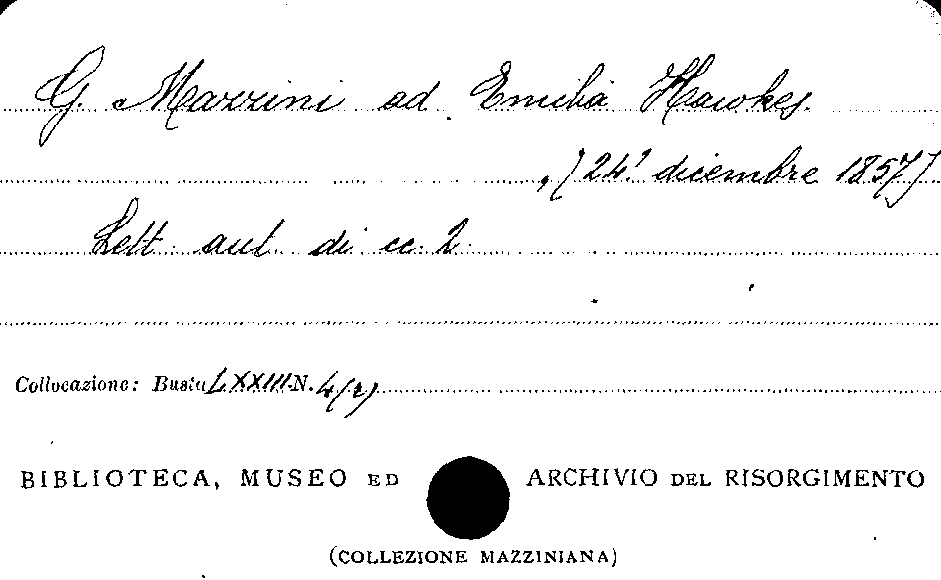 G. Mazzini ad Emilia Hawkes.
, [24? dicembre 1857]
Lett. aut. di cc. 2.
Collocazione: Busta LXXIII N. 4(2)
BIBLIOTECA, MUSEO ED ARCHIVIO DEL RISORGIMENTO
(COLLEZIONE MAZZINIANA)